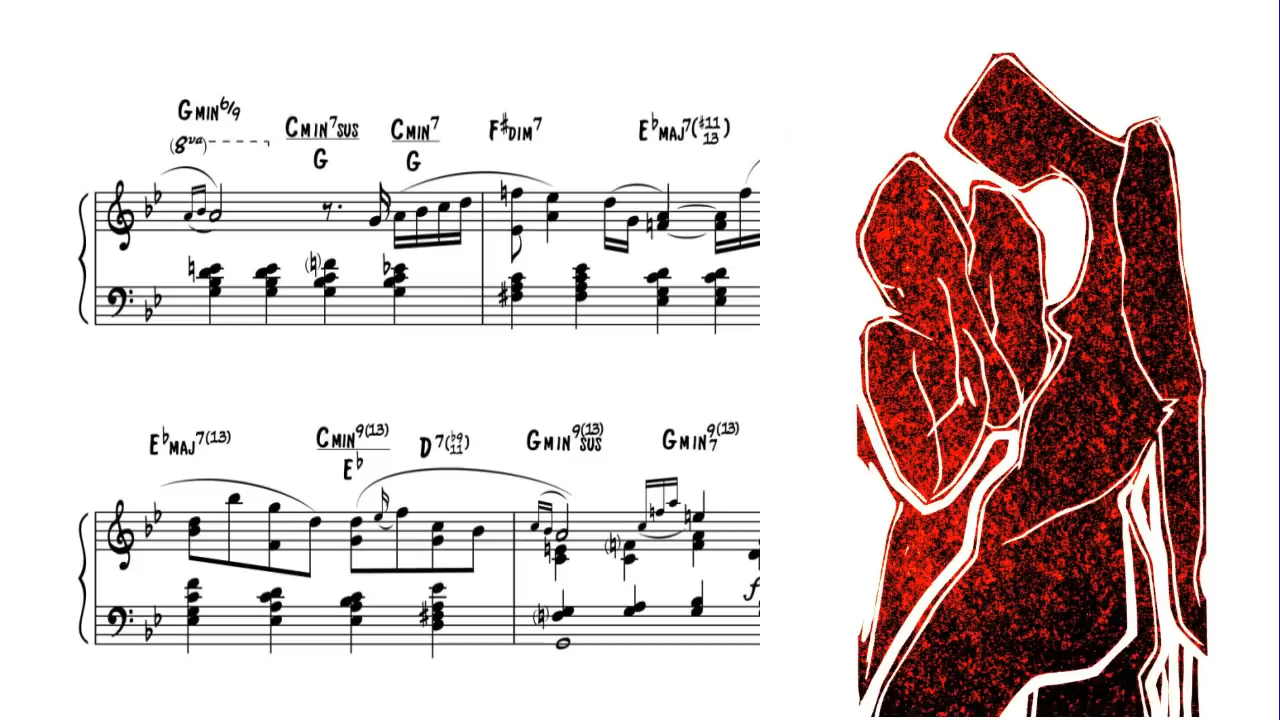 Gmin6/9
(8va)
Cmin7sus
G
Cmin7
G
F#dim7
E♭maj7(#11 13)
E♭maj7(13)
Cmin9(13)
E♭
D7(♭9 11)
Gmin9(13)sus
Gmin9(13)7
f